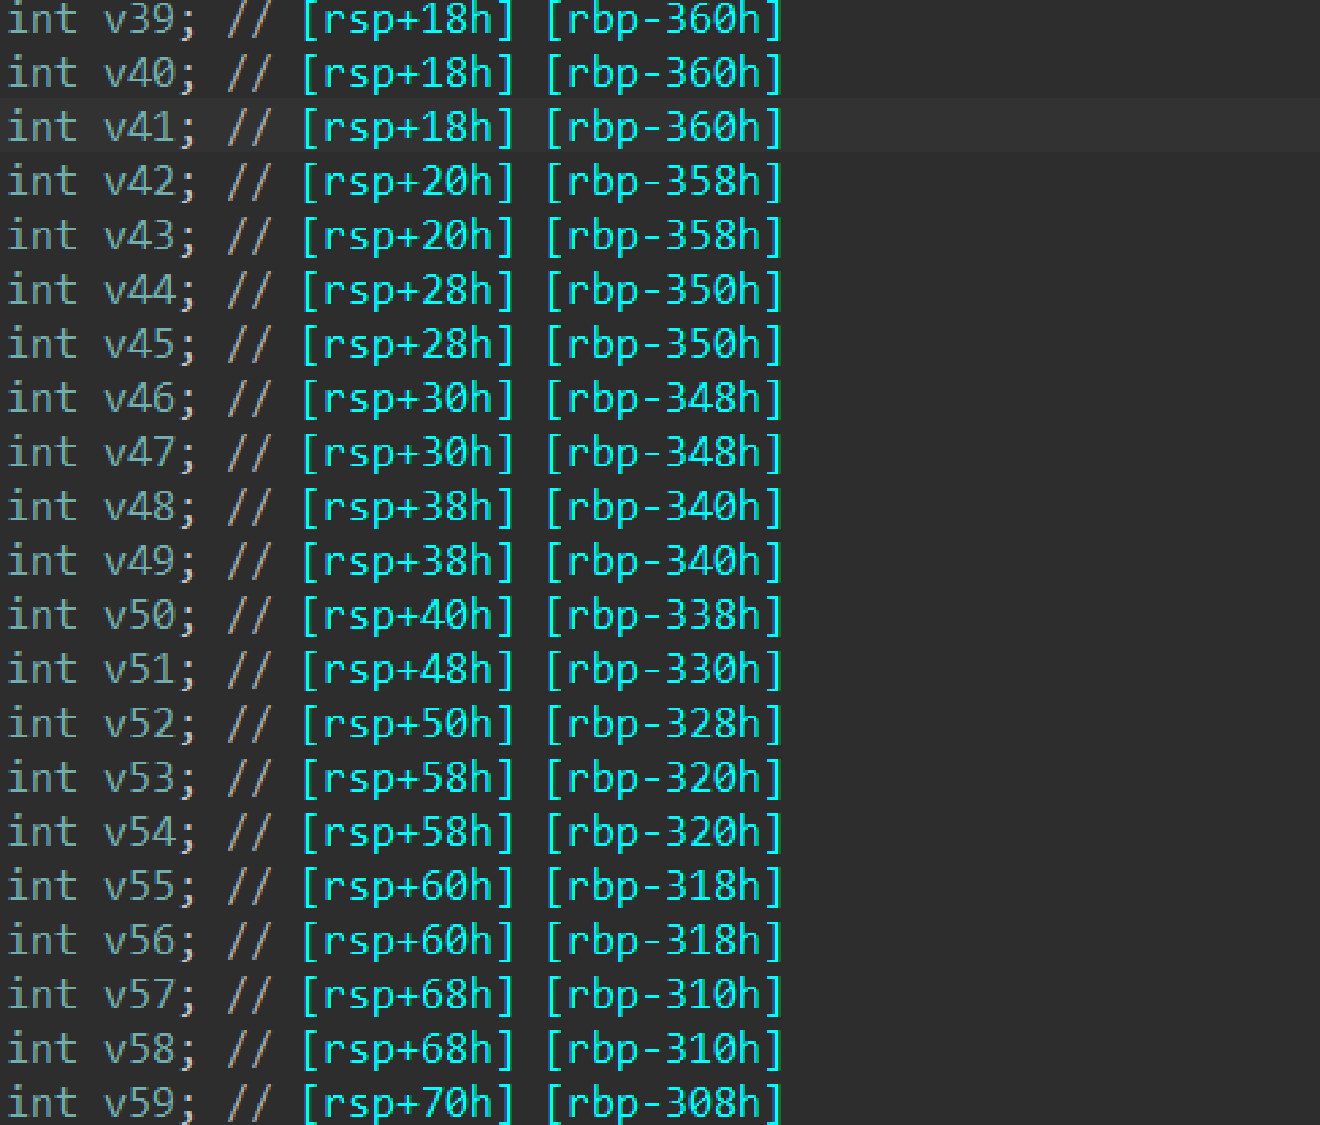 int v39; // [rsp+18h] [rbp-360h]
int v40; // [rsp+18h] [rbp-360h]
int v41; // [rsp+18h] [rbp-360h]
int v42; // [rsp+20h] [rbp-358h]
int v43; // [rsp+20h] [rbp-358h]
int v44; // [rsp+28h] [rbp-350h]
int v45; // [rsp+28h] [rbp-350h]
int v46; // [rsp+30h] [rbp-348h]
int v47; // [rsp+30h] [rbp-348h]
int v48; // [rsp+38h] [rbp-340h]
int v49; // [rsp+38h] [rbp-340h]
int v50; // [rsp+40h] [rbp-338h]
int v51; // [rsp+48h] [rbp-330h]
int v52; // [rsp+50h] [rbp-328h]
int v53; // [rsp+58h] [rbp-320h]
int v54; // [rsp+58h] [rbp-320h]
int v55; // [rsp+60h] [rbp-318h]
int v56; // [rsp+60h] [rbp-318h]
int v57; // [rsp+68h] [rbp-310h]
int v58; // [rsp+68h] [rbp-310h]
int v59; // [rsp+70h] [rbp-308h]